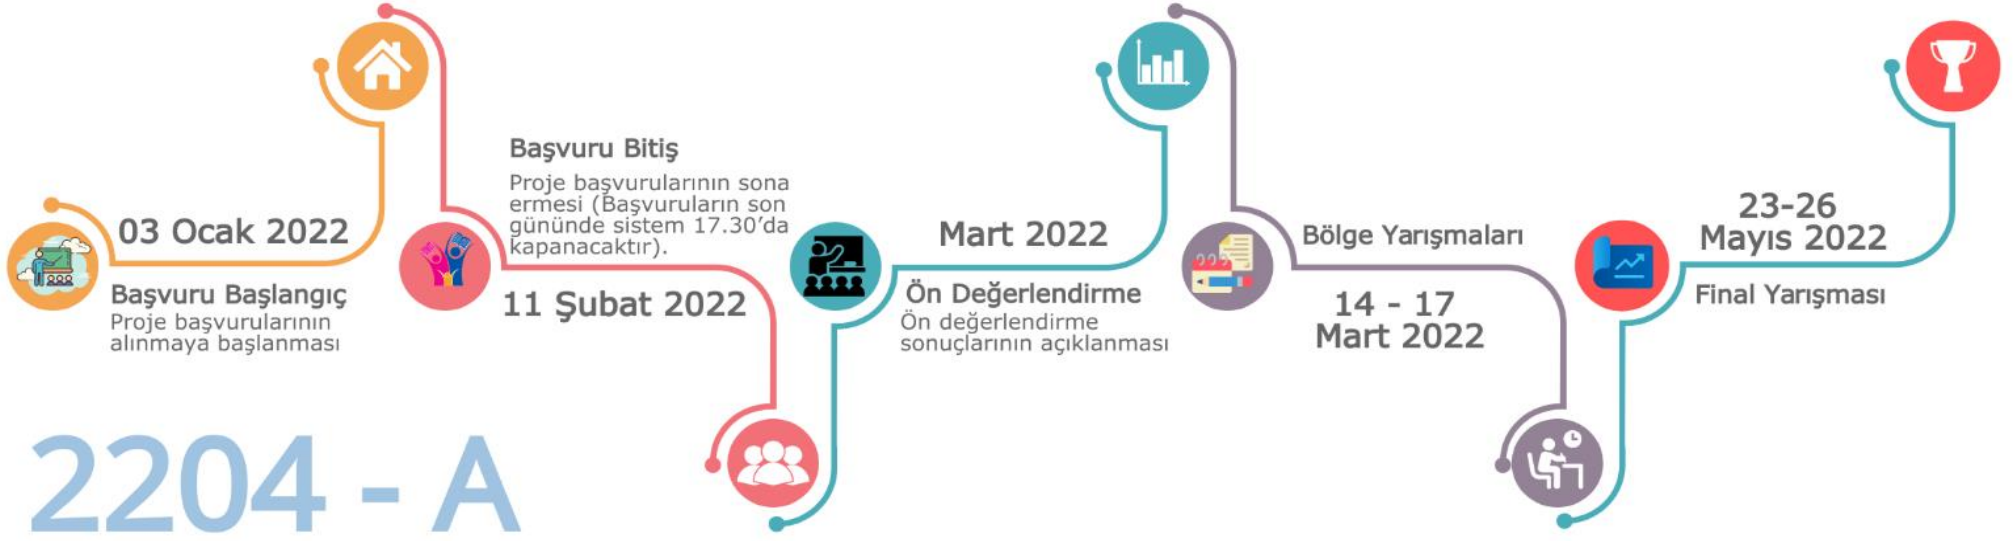 03 Ocak 2022
Başvuru Başlangıç
Proje başvurularının
alınmaya başlanması
Başvuru Bitiş
Proje başvurularının sona
ermesi (Başvuruların son
gününde sistem 17.30’da
kapanacaktır).
11 Şubat 2022
Mart 2022
Ön Değerlendirme
Ön değerlendirme
sonuçlarının açıklanması
Bölge Yarışmaları
14 - 17
Mart 2022
23-26
Mayıs 2022
Final Yarışması
2204 - A